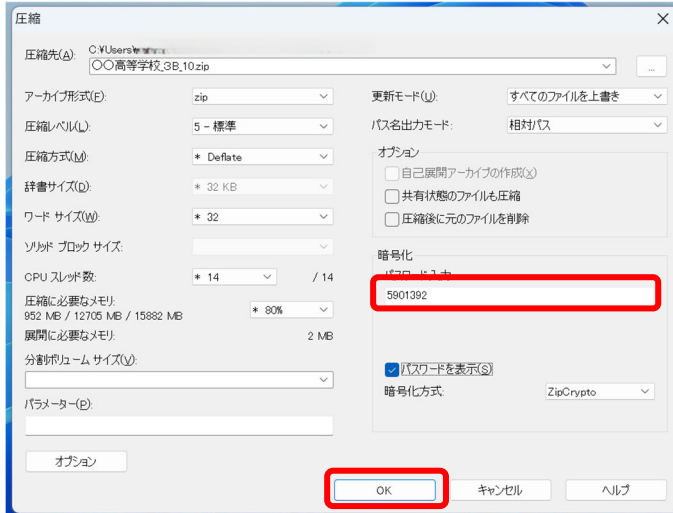 圧縮
圧縮先(A): C:¥Users¥
〇〇高等学校_3B_10.zip
...
アーカイブ形式(F): zip
圧縮レベル(L): 5 - 標準
圧縮方式(M): * Deflate
辞書サイズ(D): * 32 KB
ワード サイズ(W): * 32
ソリッド ブロック サイズ:
CPU スレッド数: * 14 / 14
圧縮に必要なメモリ:
952 MB / 12705 MB / 15882 MB * 80%
展開に必要なメモリ: 2 MB
分割ボリューム サイズ(V):
パラメーター(P):
オプション
更新モード(U): すべてのファイルを上書き
パス名出力モード: 相対パス
オプション
自己展開アーカイブの作成(X)
共有状態のファイルも圧縮
圧縮後に元のファイルを削除
暗号化
パスワード入力
5901392
パスワードを表示(S)
暗号化方式: ZipCrypto
OK キャンセル ヘルプ